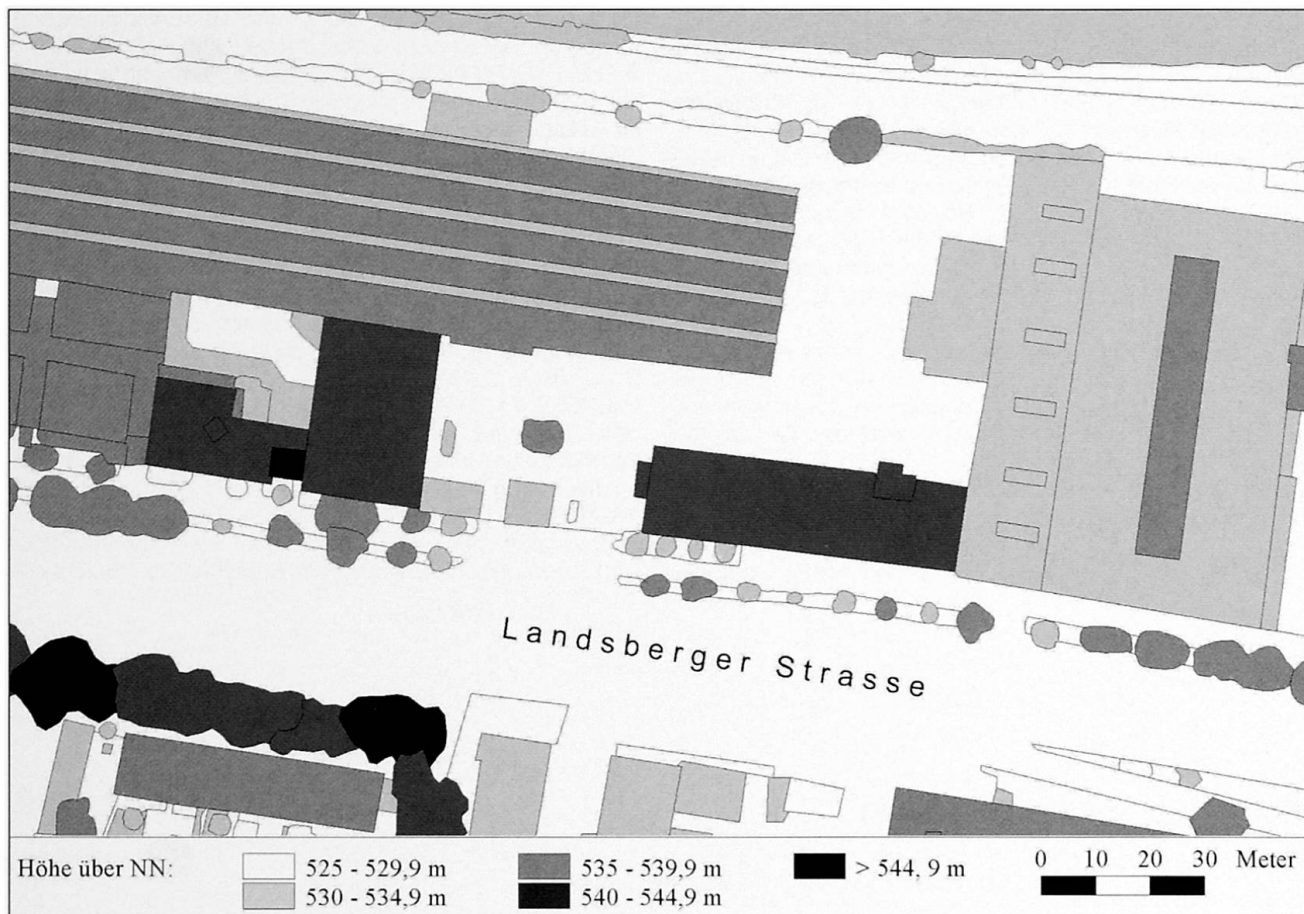 Landsberger Strasse
Höhe über NN:
525 - 529,9 m
535 - 539,9 m
> 544, 9 m
0 10 20 30 Meter
530 - 534,9 m
540 - 544,9 m